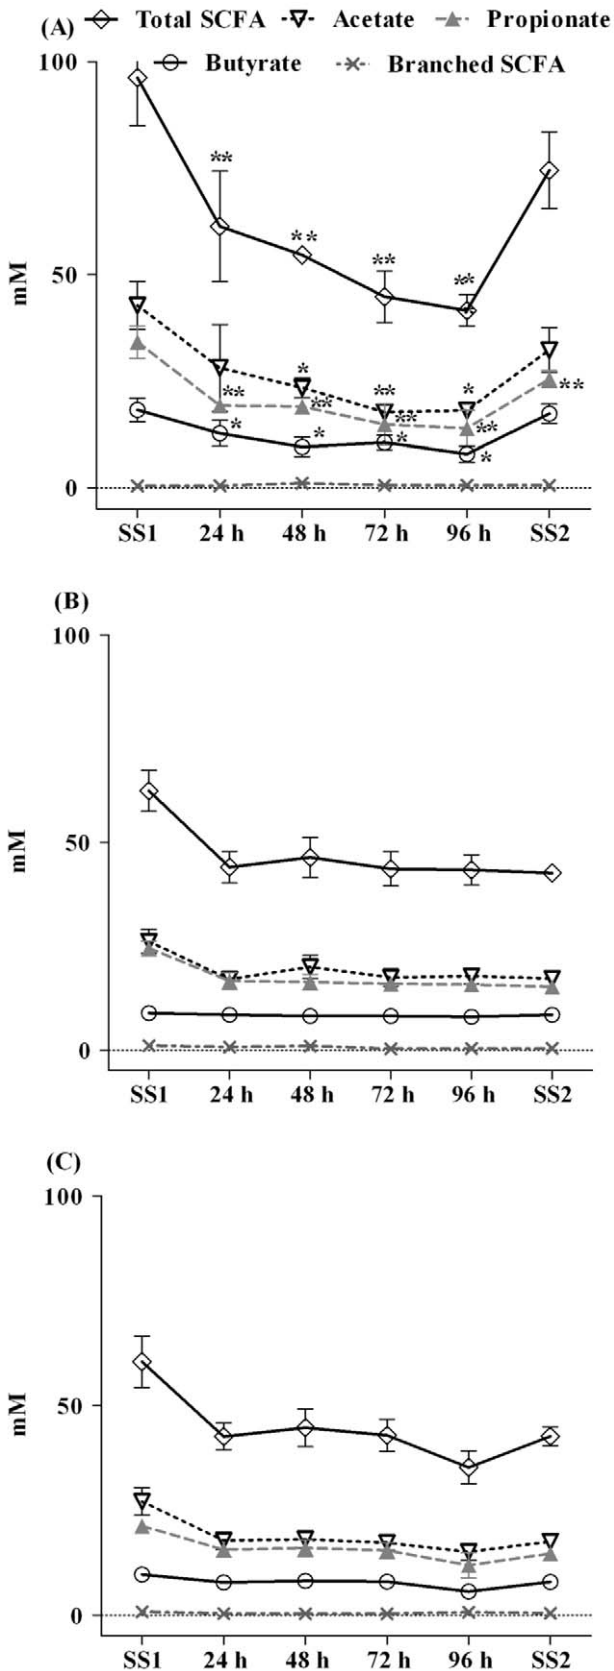 (A) Total SCFA Acetate Propionate
Butyrate Branched SCFA
100
**
**
**
**
50
mM
* ** *
** ** ** ** **
* * * *
0
SS1 24 h 48 h 72 h 96 h SS2
(B)
100
50
mM
0
SS1 24 h 48 h 72 h 96 h SS2
(C)
100
50
mM
0
SS1 24 h 48 h 72 h 96 h SS2